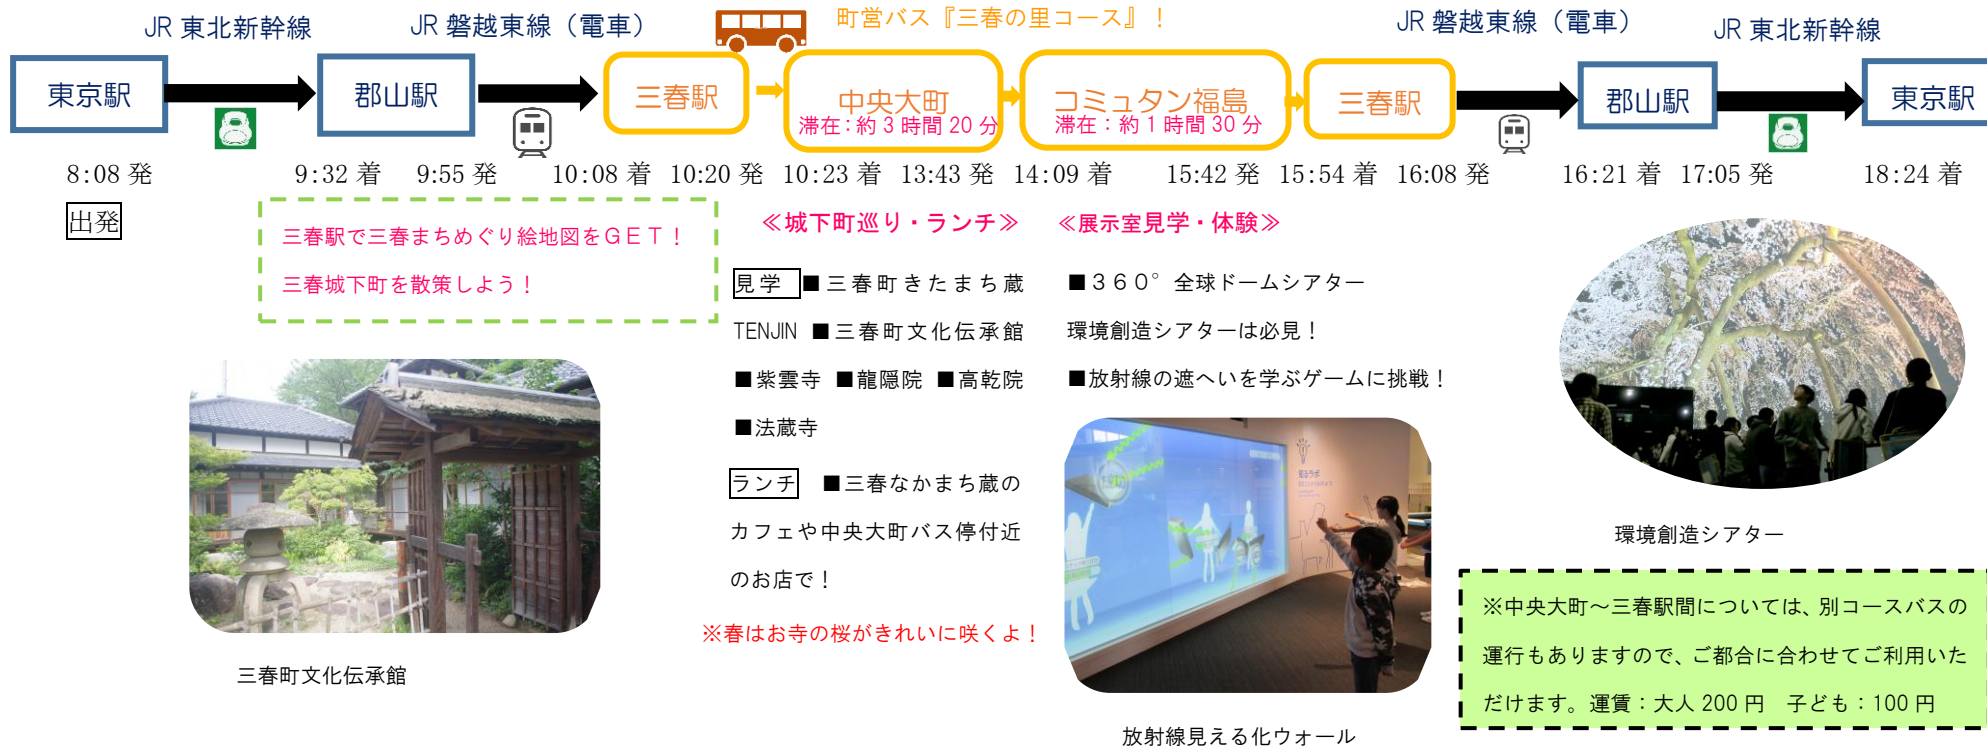 JR 東北新幹線
JR 磐越東線（電車）
町営バス『三春の里コース』！
JR 磐越東線（電車）
JR 東北新幹線
東京駅
郡山駅
三春駅
中央大町
滞在：約 3 時間 20 分
コミュタン福島
滞在：約 1 時間 30 分
三春駅
郡山駅
東京駅
8:08 発
9:32 着
9:55 発
10:08 着
10:20 発
10:23 着
13:43 発
14:09 着
15:42 発
15:54 着
16:08 発
16:21 着
17:05 発
18:24 着
出発
三春駅で三春まちめぐり絵地図をＧＥＴ！
三春城下町を散策しよう！
≪城下町巡り・ランチ≫
見学 ■三春町きたまち蔵
TENJIN ■三春町文化伝承館
■紫雲寺 ■龍隠院 ■高乾院
■法蔵寺
ランチ ■三春なかまち蔵の
カフェや中央大町バス停付近
のお店で！
※春はお寺の桜がきれいに咲くよ！
≪展示室見学・体験≫
■３６０°全球ドームシアター
環境創造シアターは必見！
■放射線の遮へいを学ぶゲームに挑戦！
三春町文化伝承館
放射線見える化ウォール
環境創造シアター
※中央大町～三春駅間については、別コースバスの
運行もありますので、ご都合に合わせてご利用いた
だけます。運賃：大人 200 円　子ども：100 円